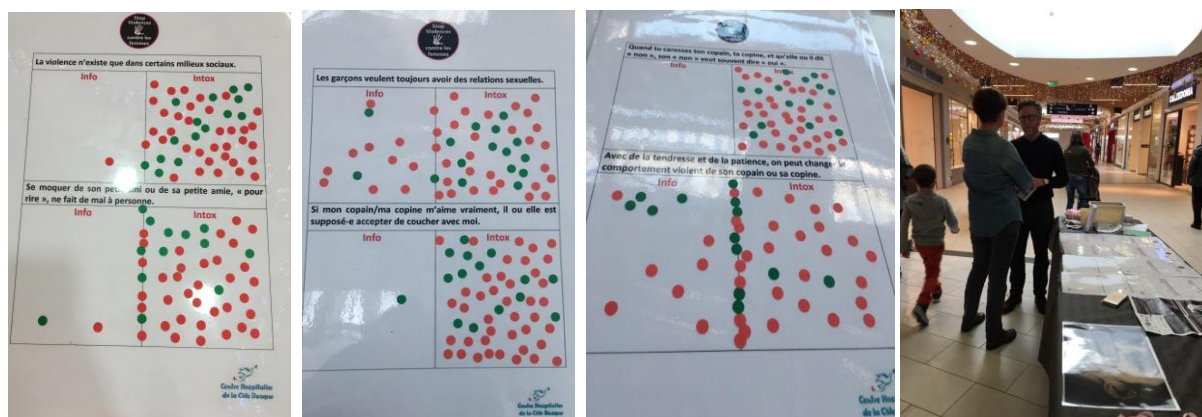 Stop
Violences
contre les
femmes
La violence n'existe que dans certains milieux sociaux.
Info
Intox
Se moquer de son petit ami ou de sa petite amie, « pour
rire », ne fait de mal à personne.
Info
Intox
Centre Hospitalier
de la Côte Basque
Stop
Violences
contre les
femmes
Les garçons veulent toujours avoir des relations sexuelles.
Info
Intox
Si mon copain/ma copine m'aime vraiment, il ou elle est
supposé-e accepter de coucher avec moi.
Info
Intox
Centre Hospitalier
de la Côte Basque
Quand tu caresses ton copain, ta copine, et qu'elle ou il dit
« non », son « non » veut souvent dire « oui ».
Info
Intox
Avec de la tendresse et de la patience, on peut changer le
comportement violent de son copain ou sa copine.
Info
Intox
Centre Hos
de la Côte
CALZEDONIA